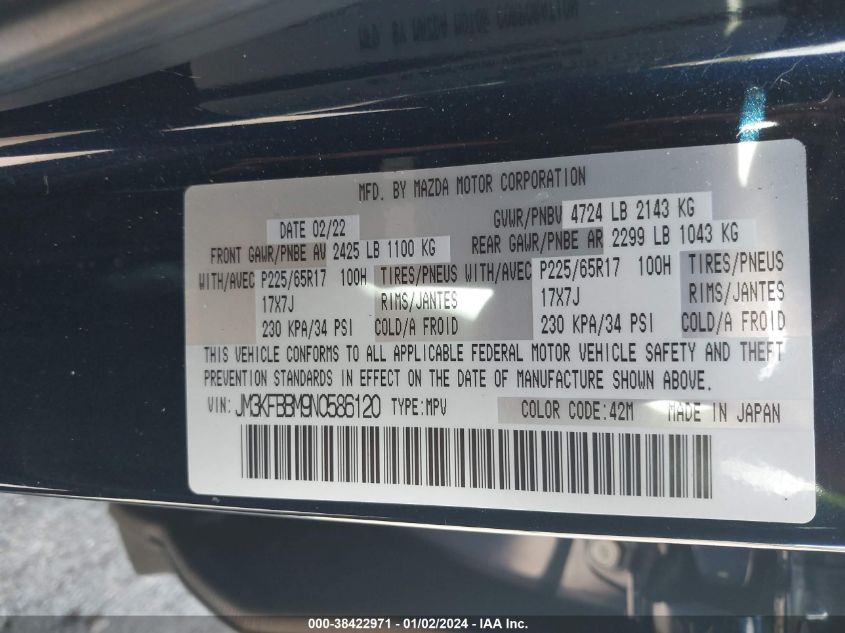 MFD. BY MAZDA MOTOR CORPORATION
DATE 02/22 GVWR/PNBV 4724 LB 2143 KG
FRONT GAWR/PNBE AV 2425 LB 1100 KG REAR GAWR/PNBE AR 2299 LB 1043 KG
WITH/AVEC P225/65R17 100H TIRES/PNEUS WITH/AVEC P225/65R17 100H TIRES/PNEUS
17X7J RIMS/JANTES 17X7J RIMS/JANTES
230 KPA/34 PSI COLD/A FROID 230 KPA/34 PSI COLD/A FROID
THIS VEHICLE CONFORMS TO ALL APPLICABLE FEDERAL MOTOR VEHICLE SAFETY AND THEFT
PREVENTION STANDARDS IN EFFECT ON THE DATE OF MANUFACTURE SHOWN ABOVE.
VIN: JM3KFBBM9N0586120 TYPE:MPV COLOR CODE:42M MADE IN JAPAN
000-38422971 - 01/02/2024 - IAA Inc.